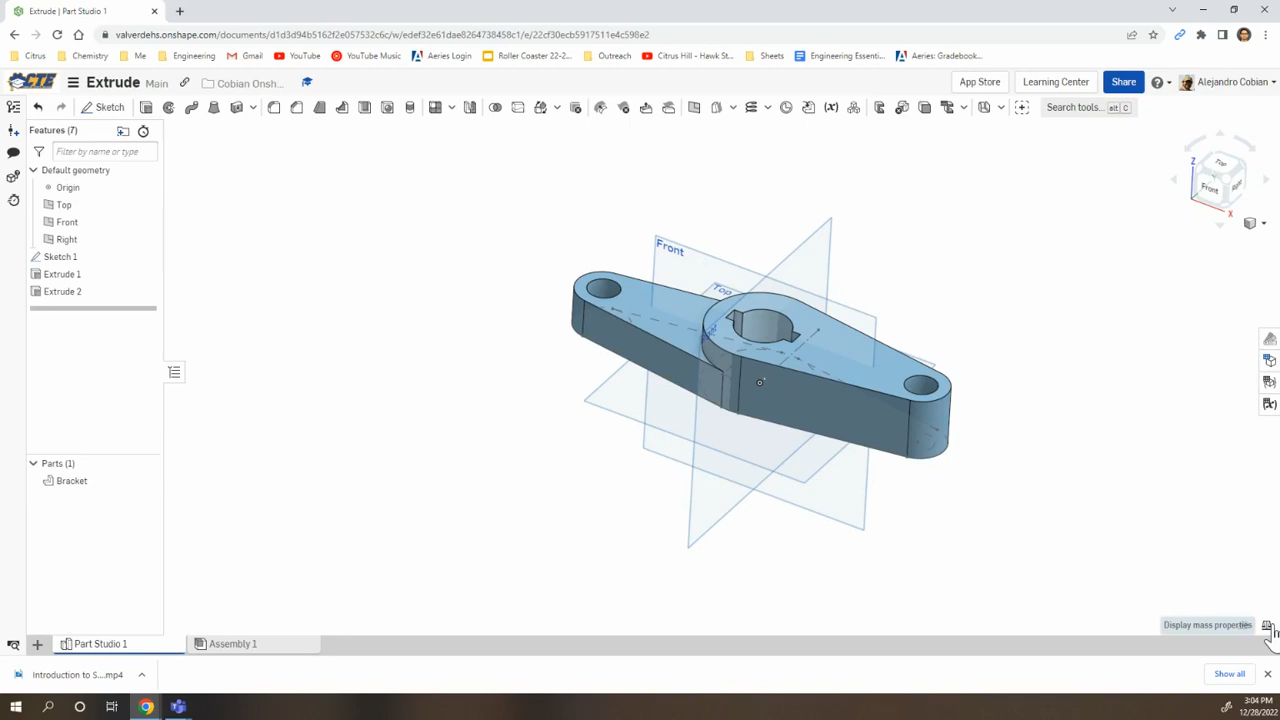 Extrude | Part Studio 1
valverdehs.onshape.com/documents/d1d3d94b5162f2e057532c6c/w/edef32e61dae8268734738458c1/e/22cf30ecb5917511e4c598e2
Citrus Chemistry Me Engineering Gmail YouTube YouTube Music Aeries Login Roller Coaster 22-2... Outreach Citrus Hill - Hawk St... Sheets Engineering Essentia... Aeries: Gradebook...
CTE Extrude Main Cobian Onsh... App Store Learning Center Share Alejandro Cobian
Sketch Search tools... alt C
Features (7)
Filter by name or type
Default geometry
Origin
Top
Front
Right
Sketch 1
Extrude 1
Extrude 2
Parts (1)
Bracket
Front
Top
Z
Top
Front
Right
X
Display mass properties
Part Studio 1 Assembly 1
Introduction to S....mp4 Show all
3:04 PM
12/28/2022